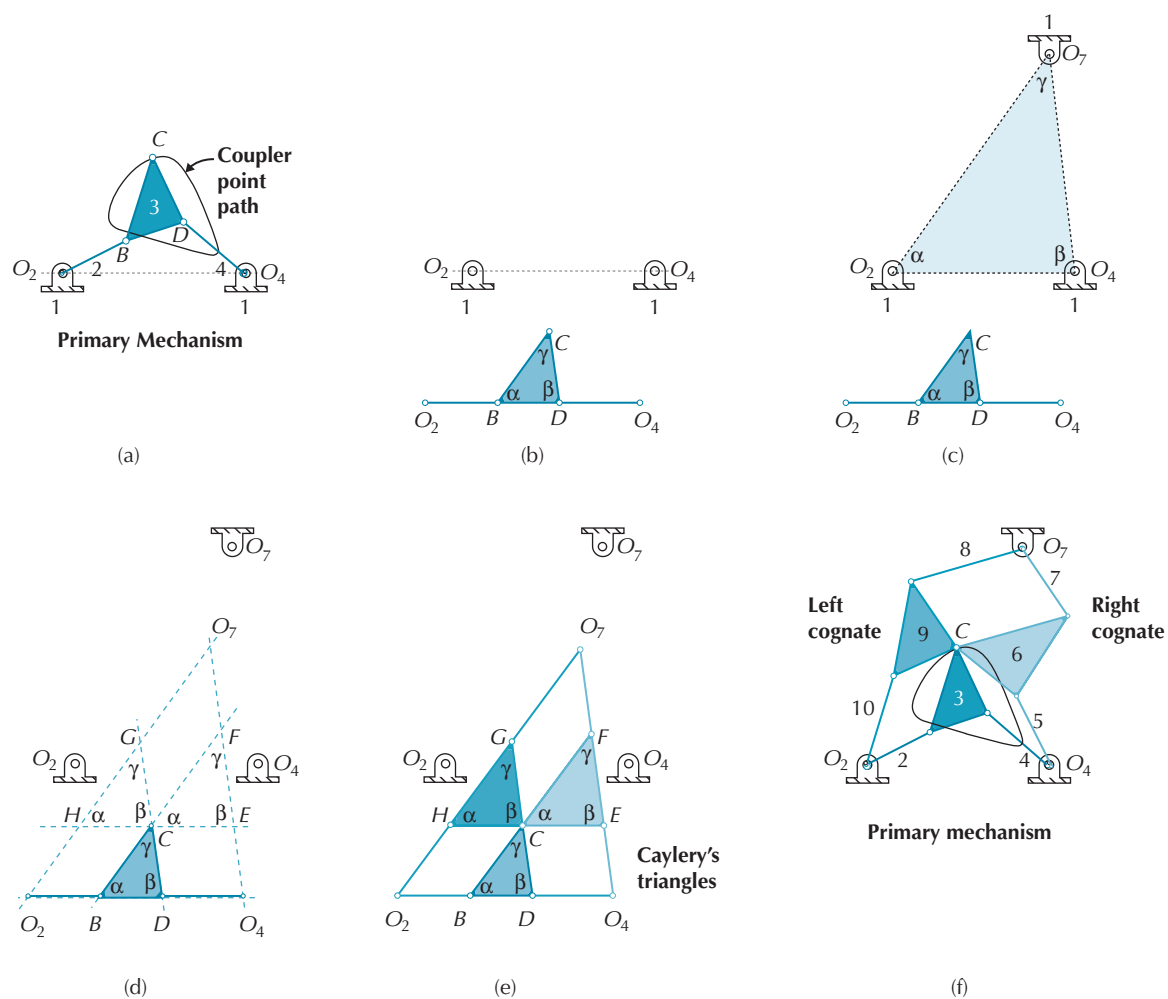 C
Coupler
point
path
3
B
D
O2
2
4
O4
1
1
Primary Mechanism
(a)
O2
O4
1
1
γ
C
α
β
O2
B
D
O4
(b)
1
O7
γ
O2
α
β
O4
1
1
γ
C
α
β
O2
B
D
O4
(c)
O7
O7
G
F
γ
γ
O2
O4
H
α
β
α
β
E
C
γ
α
β
O2
B
D
O4
(d)
O7
O7
G
F
γ
γ
O2
O4
H
α
β
α
β
E
C
γ
α
β
Caylery's
triangles
O2
B
D
O4
(e)
8
O7
7
Left
cognate
Right
cognate
9
C
6
3
10
5
O2
2
4
O4
Primary mechanism
(f)